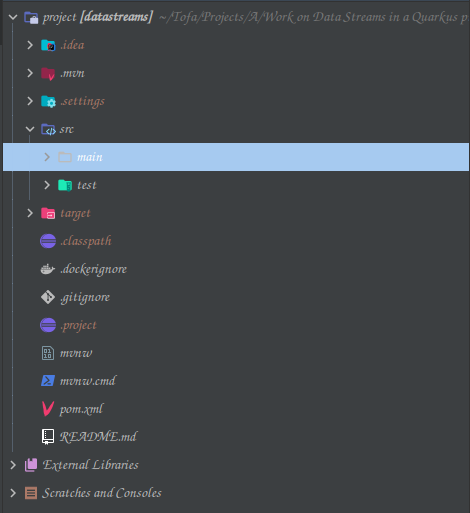 project [datastreams] ~/Tofa/Projects/A/Work on Data Streams in a Quarkus p
.idea
.mvn
.settings
src
main
test
target
.classpath
.dockerignore
.gitignore
.project
mvnw
mvnw.cmd
pom.xml
README.md
External Libraries
Scratches and Consoles